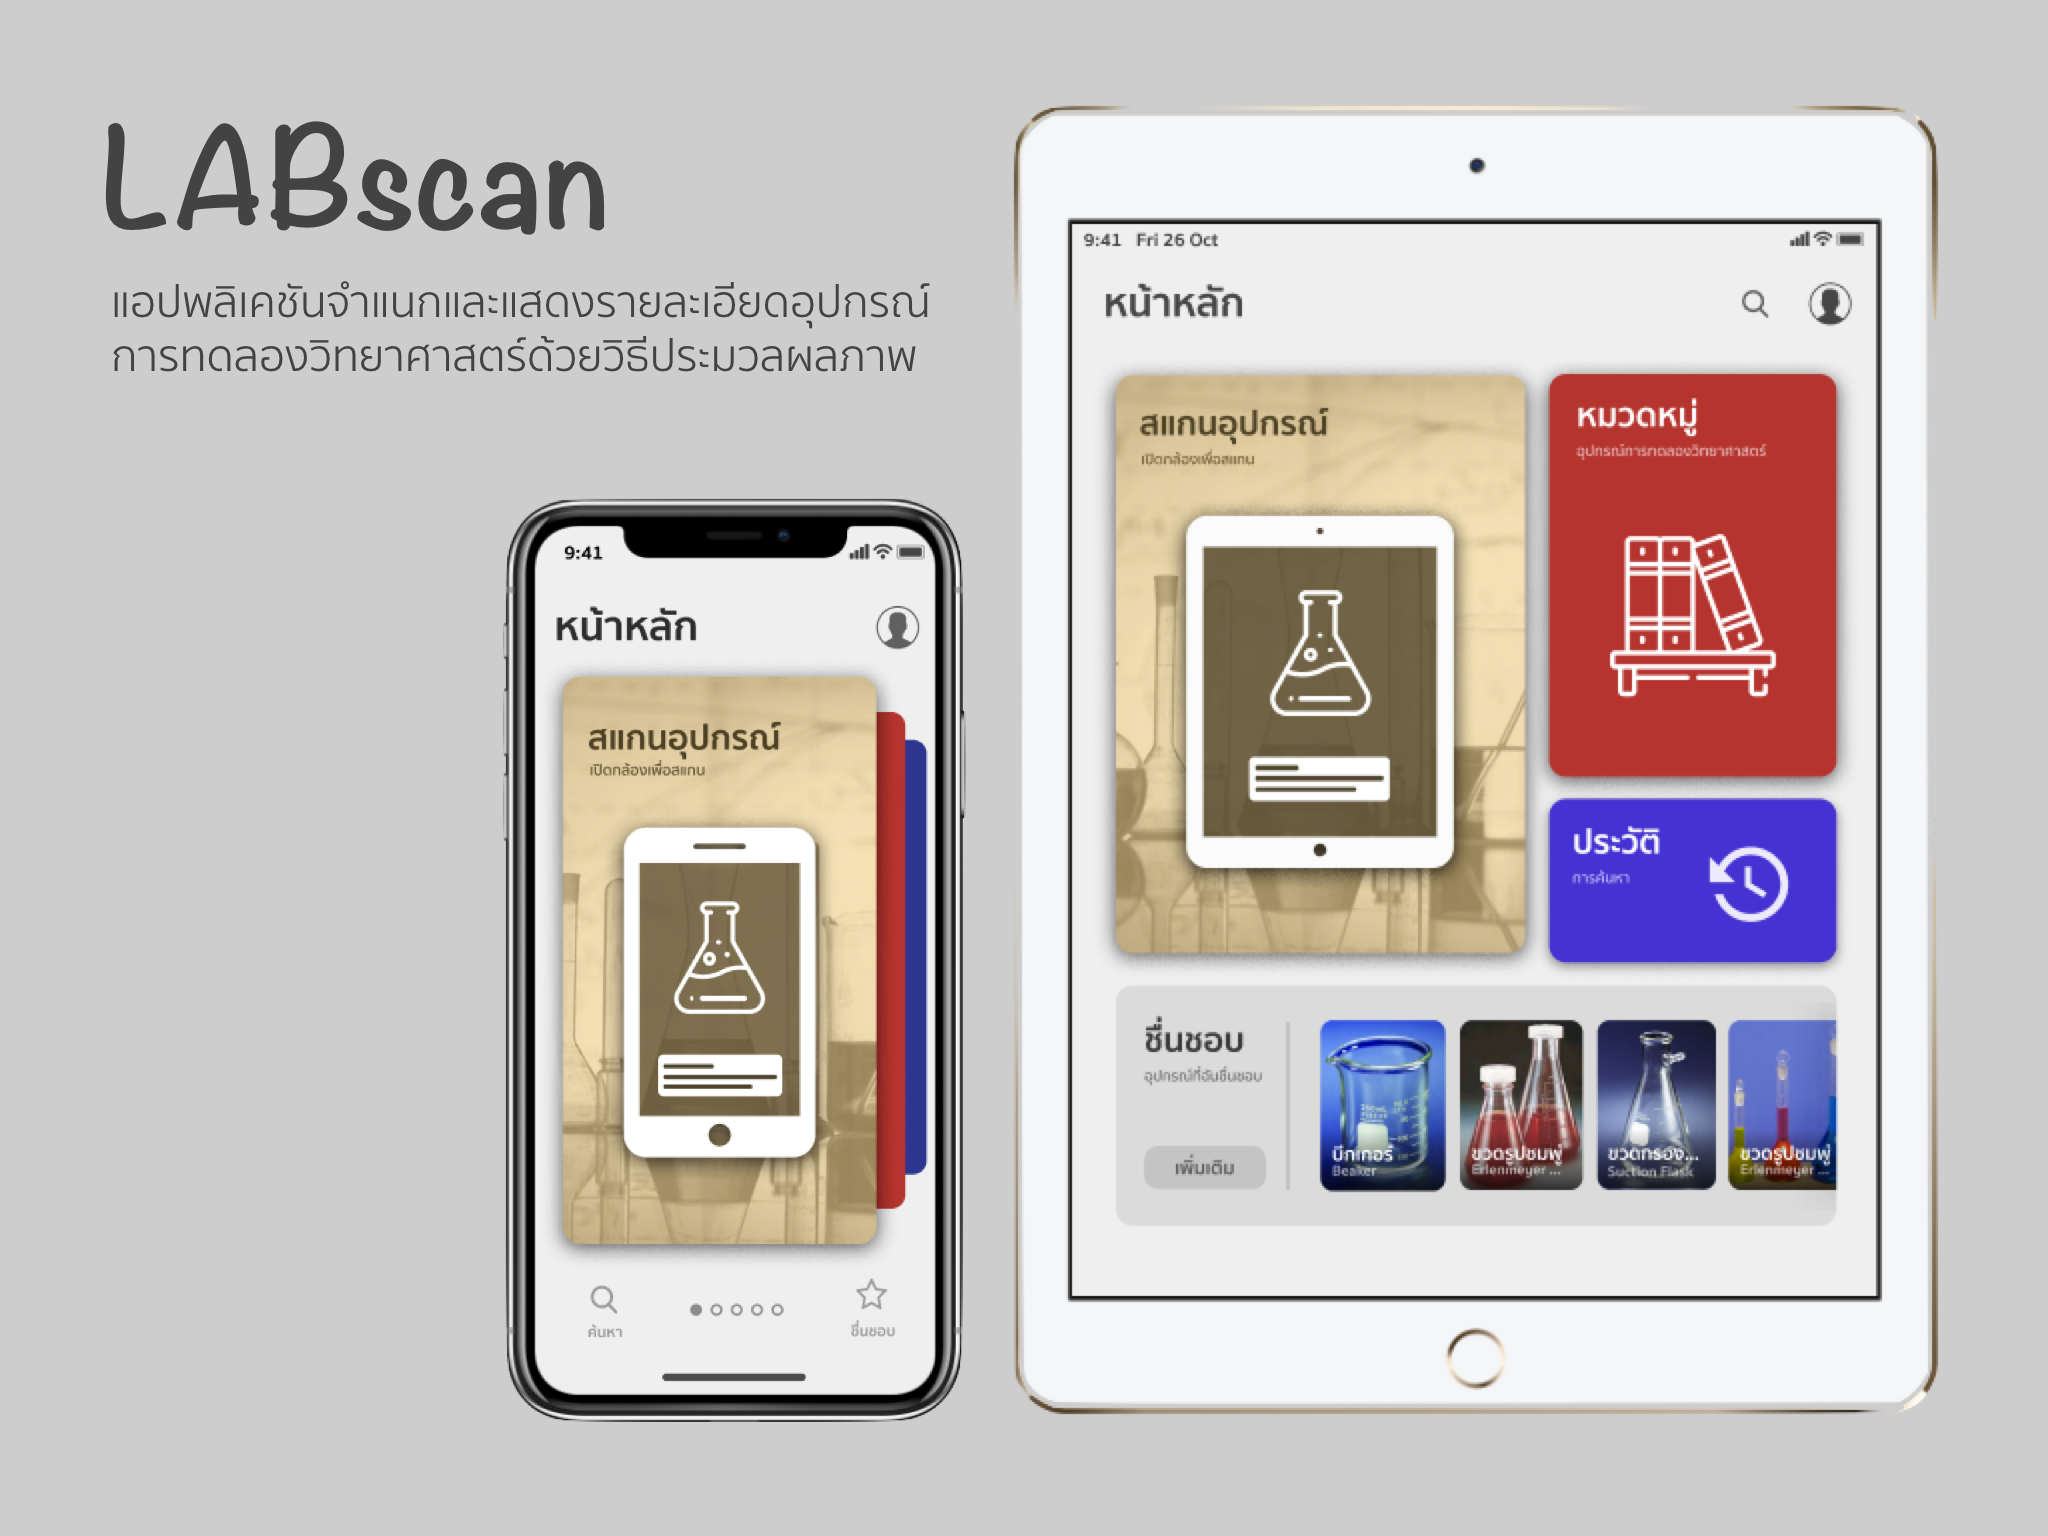 LABscan
แอปพลิเคชันจำแนกและแสดงรายละเอียดอุปกรณ์
การทดลองวิทยาศาสตร์ด้วยวิธีประมวลผลภาพ
9:41
หน้าหลัก
สแกนอุปกรณ์
เปิดกล้องเพื่อสแกน
ค้นหา
ชื่นชอบ
9:41 Fri 26 Oct
หน้าหลัก
สแกนอุปกรณ์
เปิดกล้องเพื่อสแกน
หมวดหมู่
อุปกรณ์การทดลองวิทยาศาสตร์
ประวัติ
การค้นหา
ชื่นชอบ
อุปกรณ์ที่ฉันชื่นชอบ
เพิ่มเติม
บีกเกอร์
Beaker
ขวดรูปชมพู่
Erlenmeyer ...
ขวดกรอง...
Suction Flask
ขวดรูปชมพู่
Erlenmeyer ...